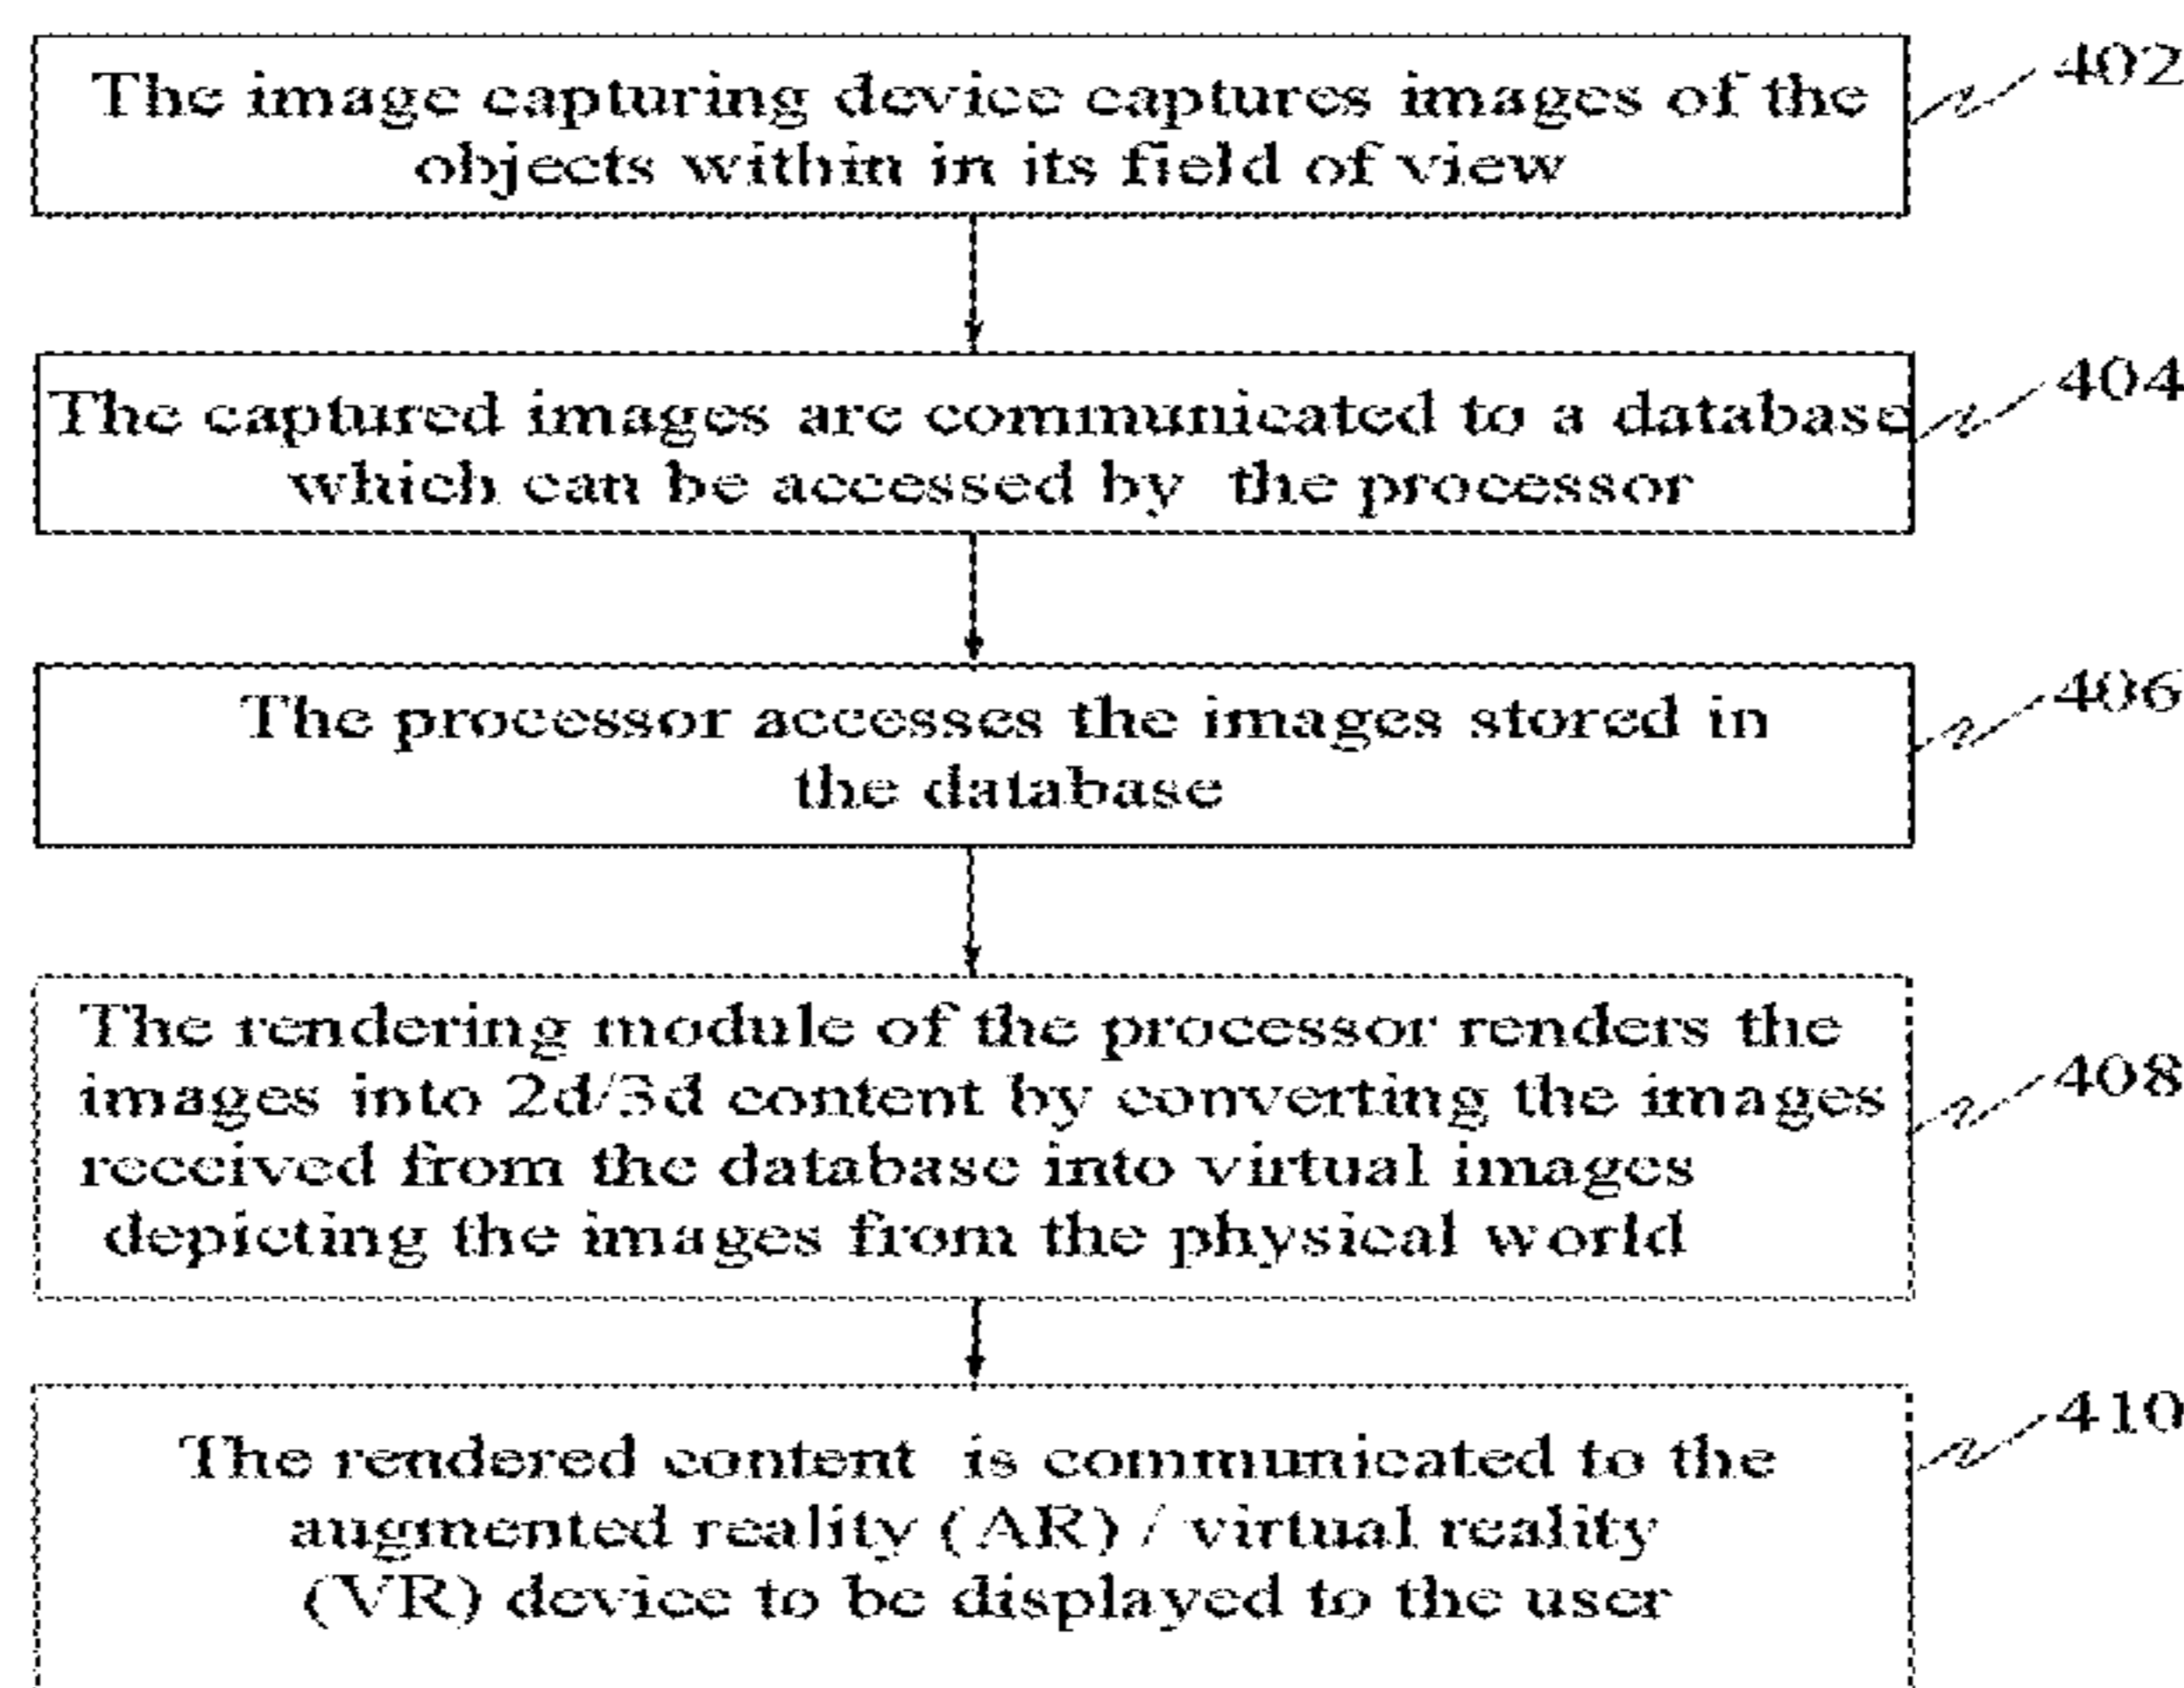 The image capturing device captures images of the
objects within in its field of view
402
The captured images are communicated to a database
which can be accessed by the processor
404
The processor accesses the images stored in
the database
406
The rendering module of the processor renders the
images into 2d/3d content by converting the images
received from the database into virtual images
depicting the images from the physical world
408
The rendered content is communicated to the
augmented reality (AR) / virtual reality
(VR) device to be displayed to the user
410